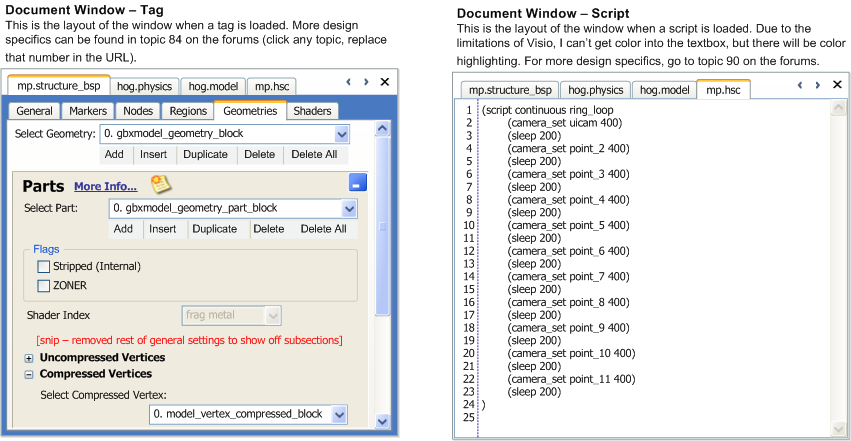 Document Window – Tag
This is the layout of the window when a tag is loaded. More design
specifics can be found in topic 84 on the forums (click any topic, replace
that number in the URL).
mp.structure_bsp hog.physics hog.model mp.hsc
General Markers Nodes Regions Geometries Shaders
Select Geometry: 0. gbxmodel_geometry_block
Add Insert Duplicate Delete Delete All
Parts More Info...
Select Part: 0. gbxmodel_geometry_part_block
Add Insert Duplicate Delete Delete All
Flags
Stripped (Internal)
ZONER
Shader Index frag metal
[snip – removed rest of general settings to show off subsections]
Uncompressed Vertices
Compressed Vertices
Select Compressed Vertex:
0. model_vertex_compressed_block
Document Window – Script
This is the layout of the window when a script is loaded. Due to the
limitations of Visio, I can't get color into the textbox, but there will be color
highlighting. For more design specifics, go to topic 90 on the forums.
mp.structure_bsp hog.physics hog.model mp.hsc
1 (script continuous ring_loop
2 (camera_set uicam 400)
3 (sleep 200)
4 (camera_set point_2 400)
5 (sleep 200)
6 (camera_set point_3 400)
7 (sleep 200)
8 (camera_set point_4 400)
9 (sleep 200)
10 (camera_set point_5 400)
11 (sleep 200)
12 (camera_set point_6 400)
13 (sleep 200)
14 (camera_set point_7 400)
15 (sleep 200)
16 (camera_set point_8 400)
17 (sleep 200)
18 (camera_set point_9 400)
19 (sleep 200)
20 (camera_set point_10 400)
21 (sleep 200)
22 (camera_set point_11 400)
23 (sleep 200)
24 )
25